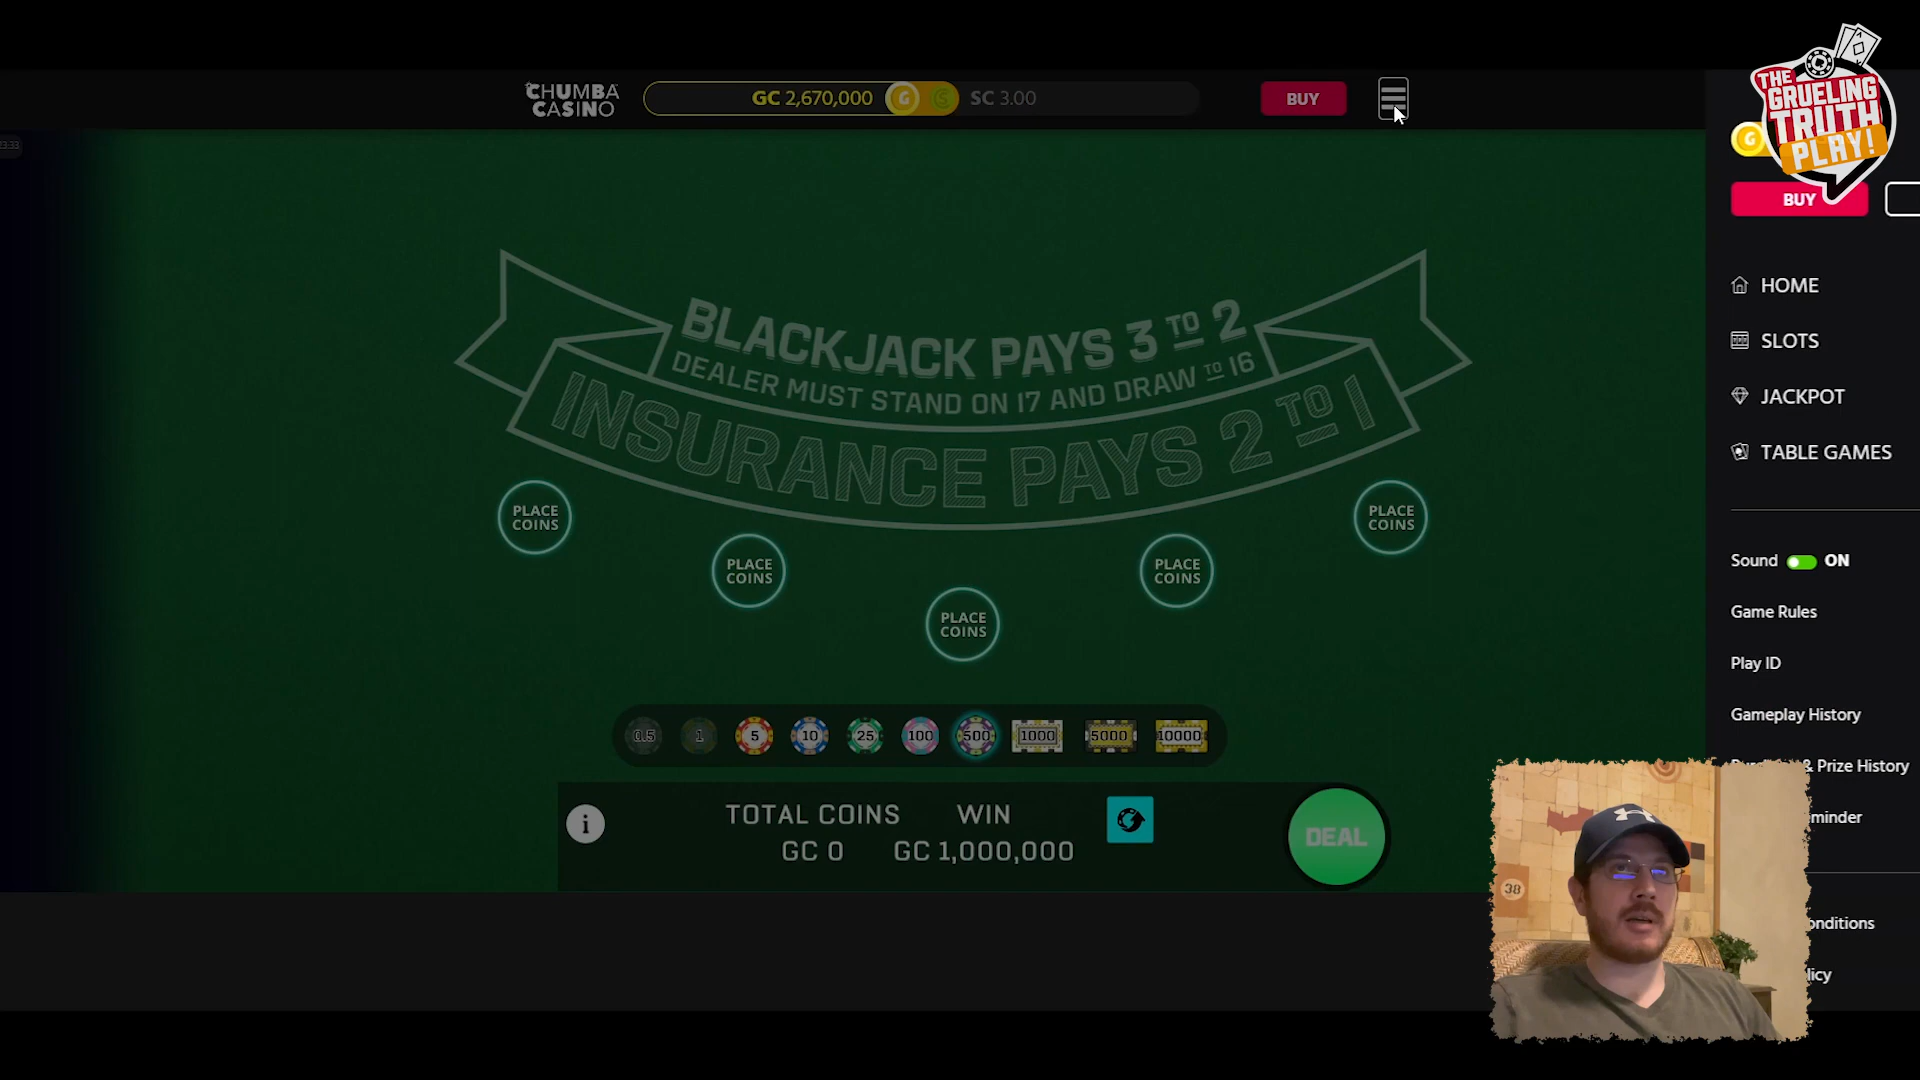 CHUMBA
CASINO
GC 2,670,000
G
S
SC 3.00
BUY
THE
GRUELING
TRUTH
PLAY!
G
BUY
23:33
BLACKJACK PAYS 3 TO 2
DEALER MUST STAND ON 17 AND DRAW TO 16
INSURANCE PAYS 2 TO 1
PLACE
COINS
PLACE
COINS
PLACE
COINS
PLACE
COINS
PLACE
COINS
0.5
1
5
10
25
100
500
1000
5000
10000
i
TOTAL COINS
GC 0
WIN
GC 1,000,000
DEAL
HOME
SLOTS
JACKPOT
TABLE GAMES
Sound ON
Game Rules
Play ID
Gameplay History
& Prize History
38